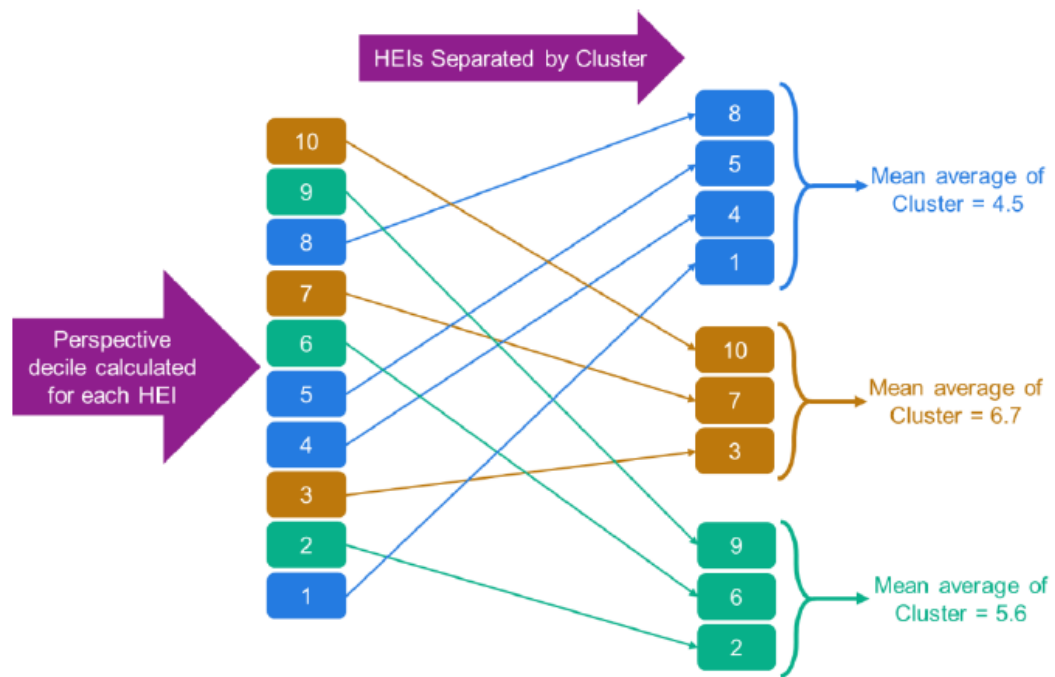 HEIs Separated by Cluster
Perspective
decile calculated
for each HEI
10
9
8
7
6
5
4
3
2
1
8
5
4
1
Mean average of
Cluster = 4.5
10
7
3
Mean average of
Cluster = 6.7
9
6
2
Mean average of
Cluster = 5.6